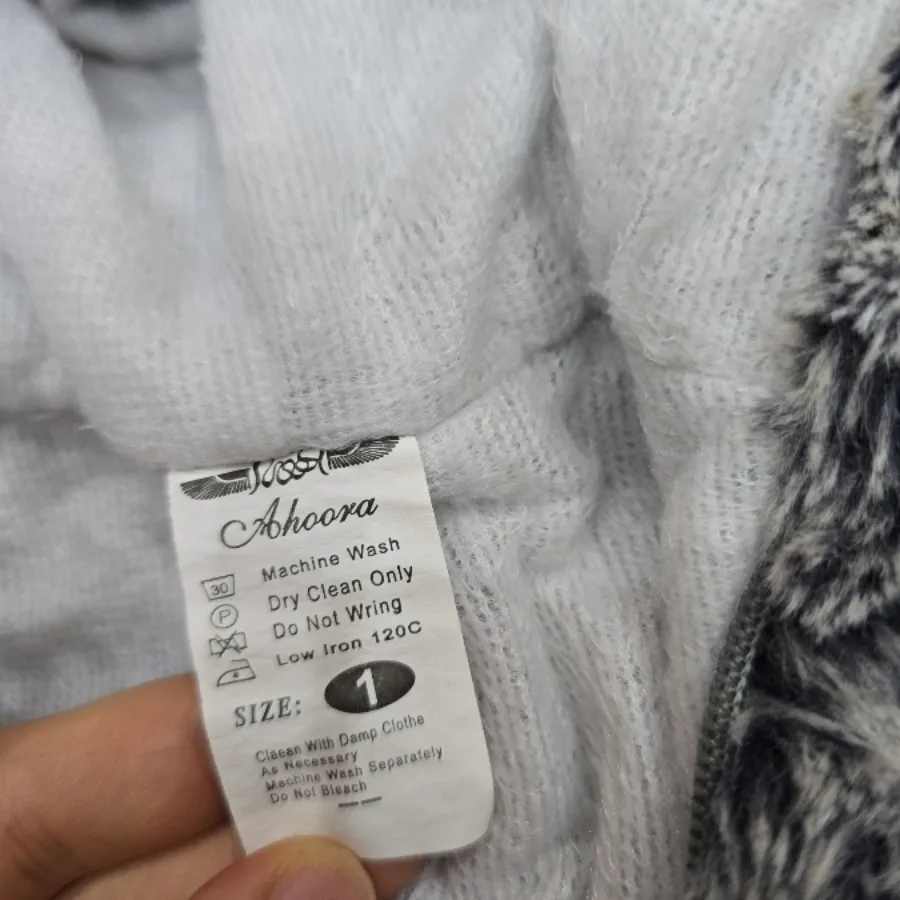 Ahoora
30 Machine Wash
P Dry Clean Only
Do Not Wring
Low Iron 120C
SIZE: 1
Claean With Damp Clothe
As Necessary
Machine Wash Separately
Do Not Bleach